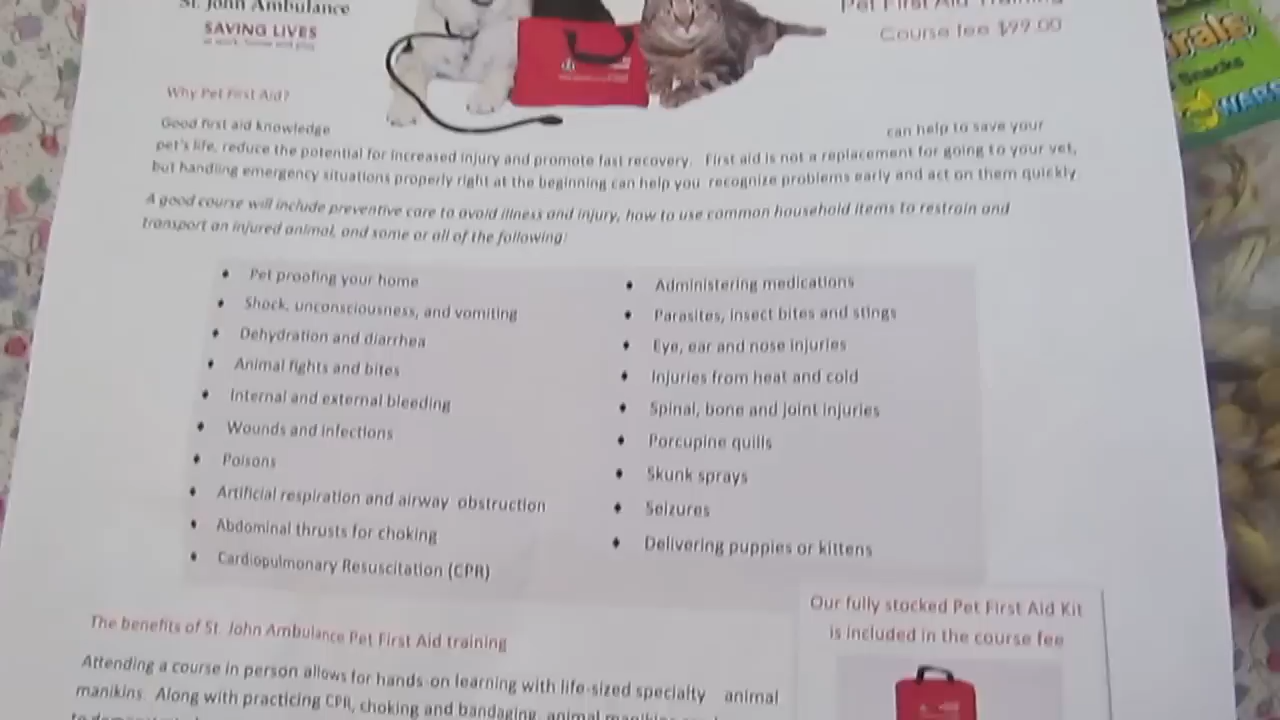 St. John Ambulance
SAVING LIVES
at work, home and play
Pet First Aid Training
Course fee $99.00
Why Pet First Aid?
Good first aid knowledge can help to save your
pet's life, reduce the potential for increased injury and promote fast recovery. First aid is not a replacement for going to your vet,
but handling emergency situations properly right at the beginning can help you recognize problems early and act on them quickly
A good course will include preventive care to avoid illness and injury, how to use common household items to restrain and
transport an injured animal, and some or all of the following:
Pet proofing your home
Shock, unconsciousness, and vomiting
Dehydration and diarrhea
Animal fights and bites
Internal and external bleeding
Wounds and infections
Poisons
Artificial respiration and airway obstruction
Abdominal thrusts for choking
Cardiopulmonary Resuscitation (CPR)
Administering medications
Parasites, insect bites and stings
Eye, ear and nose injuries
Injuries from heat and cold
Spinal, bone and joint injuries
Porcupine quills
Skunk sprays
Seizures
Delivering puppies or kittens
The benefits of St. John Ambulance Pet First Aid training
Attending a course in person allows for hands-on learning with life-sized specialty animal
manikins. Along with practicing CPR, choking and bandaging, animal manikins
Our fully stocked Pet First Aid Kit
is included in the course fee
Snacks